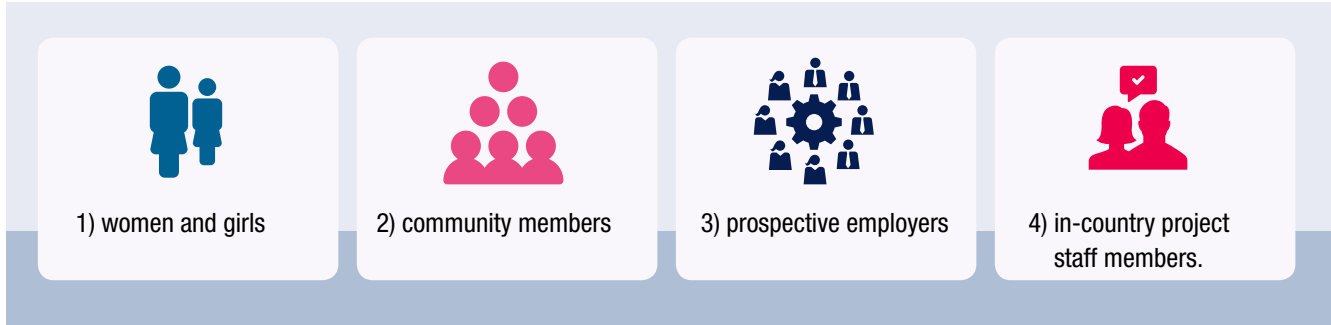 1) women and girls
2) community members
3) prospective employers
4) in-country project
staff members.